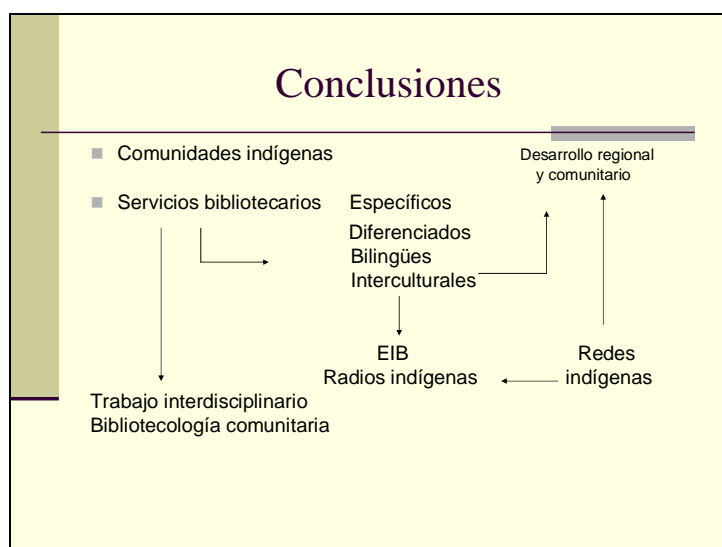 Conclusiones
Comunidades indígenas
Desarrollo regional
y comunitario
Servicios bibliotecarios
Específicos
Diferenciados
Bilingües
Interculturales
EIB
Radios indígenas
Redes
indígenas
Trabajo interdisciplinario
Bibliotecología comunitaria